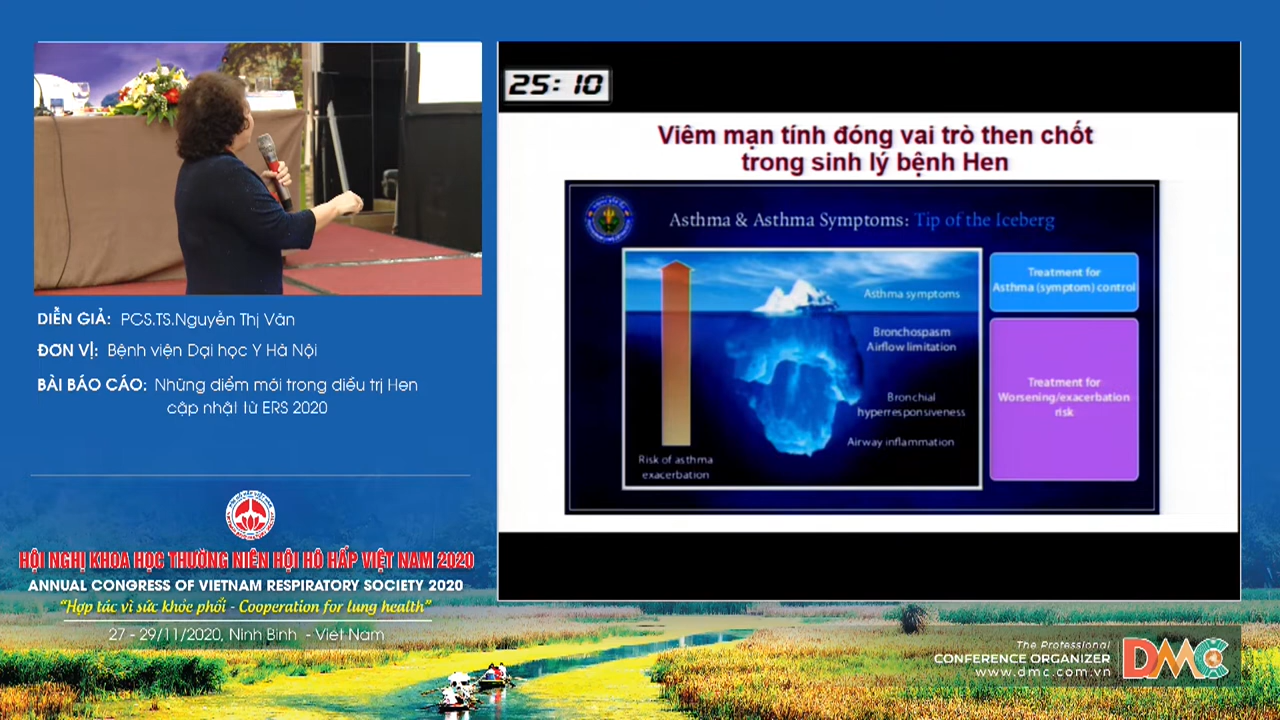 25:10
Viêm mạn tính đóng vai trò then chốt
trong sinh lý bệnh Hen
Asthma & Asthma Symptoms: Tip of the Iceberg
Asthma symptoms
Bronchospasm
Airflow limitation
Bronchial
hyperresponsiveness
Airway inflammation
Risk of asthma
exacerbation
Treatment for
Asthma (symptom) control
Treatment for
Worsening/exacerbation
risk
DIỄN GIẢ: PGS.TS.Nguyễn Thị Vân
ĐƠN VỊ: Bệnh viện Đại học Y Hà Nội
BÀI BÁO CÁO: Những điểm mới trong điều trị Hen
cập nhật từ ERS 2020
HỘI NGHỊ KHOA HỌC THƯỜNG NIÊN HỘI HÔ HẤP VIỆT NAM 2020
ANNUAL CONGRESS OF VIETNAM RESPIRATORY SOCIETY 2020
"Hợp tác vì sức khỏe phổi - Cooperation for lung health"
27 - 29/11/2020, Ninh Bình - Việt Nam
The Professional
CONFERENCE ORGANIZER
www.dmc.com.vn
DMC